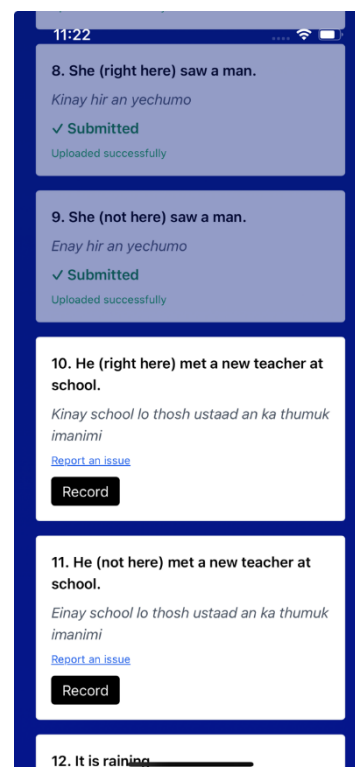 11:22
8. She (right here) saw a man.
Kinay hir an yechumo
✓ Submitted
Uploaded successfully
9. She (not here) saw a man.
Enay hir an yechumo
✓ Submitted
Uploaded successfully
10. He (right here) met a new teacher at
school.
Kinay school lo thosh ustaad an ka thumuk
imanimi
Report an issue
Record
11. He (not here) met a new teacher at
school.
Einay school lo thosh ustaad an ka thumuk
imanimi
Report an issue
Record
12. It is raining